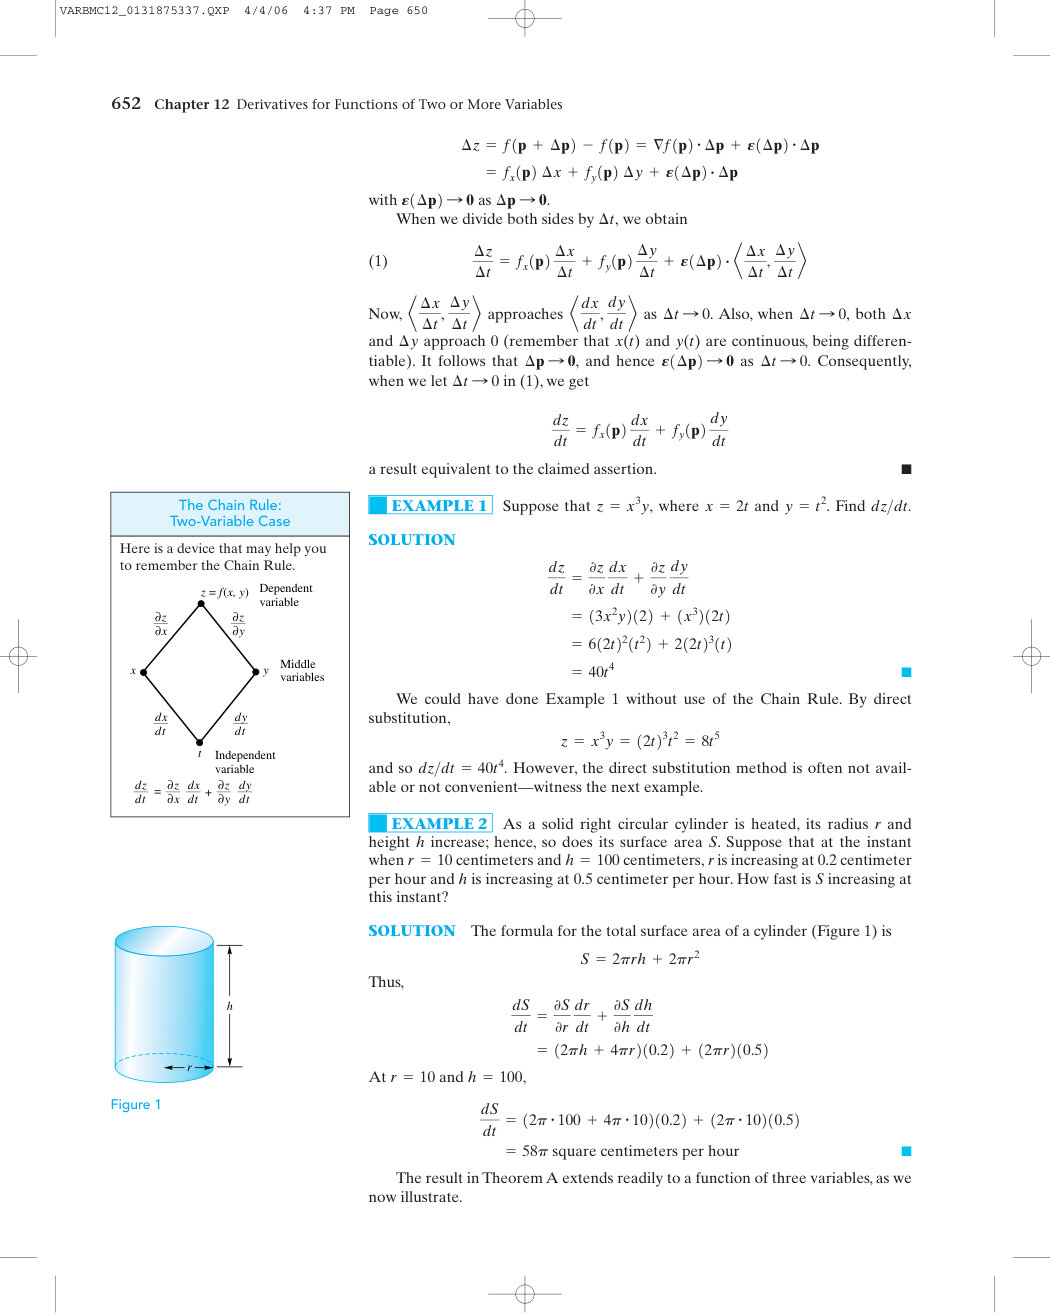 VARBMC12_0131875337.QXP 4/4/06 4:37 PM Page 650
652 Chapter 12 Derivatives for Functions of Two or More Variables
Δz = f(p + Δp) − f(p) = ∇f(p) · Δp + ε(Δp) · Δp
= fx(p) Δx + fy(p) Δy + ε(Δp) · Δp
with ε(Δp) → 0 as Δp → 0.
When we divide both sides by Δt, we obtain
(1) Δz/Δt = fx(p) Δx/Δt + fy(p) Δy/Δt + ε(Δp) · ⟨Δx/Δt, Δy/Δt⟩
Now, ⟨Δx/Δt, Δy/Δt⟩ approaches ⟨dx/dt, dy/dt⟩ as Δt → 0. Also, when Δt → 0, both Δx
and Δy approach 0 (remember that x(t) and y(t) are continuous, being differen-
tiable). It follows that Δp → 0, and hence ε(Δp) → 0 as Δt → 0. Consequently,
when we let Δt → 0 in (1), we get
dz/dt = fx(p) dx/dt + fy(p) dy/dt
a result equivalent to the claimed assertion. ■
EXAMPLE 1 Suppose that z = x³y, where x = 2t and y = t². Find dz/dt.
SOLUTION
dz/dt = ∂z/∂x dx/dt + ∂z/∂y dy/dt
= (3x²y)(2) + (x³)(2t)
= 6(2t)²(t²) + 2(2t)³(t)
= 40t⁴
We could have done Example 1 without use of the Chain Rule. By direct
substitution,
z = x³y = (2t)³t² = 8t⁵
and so dz/dt = 40t⁴. However, the direct substitution method is often not avail-
able or not convenient—witness the next example.
EXAMPLE 2 As a solid right circular cylinder is heated, its radius r and
height h increase; hence, so does its surface area S. Suppose that at the instant
when r = 10 centimeters and h = 100 centimeters, r is increasing at 0.2 centimeter
per hour and h is increasing at 0.5 centimeter per hour. How fast is S increasing at
this instant?
SOLUTION The formula for the total surface area of a cylinder (Figure 1) is
S = 2πrh + 2πr²
Thus,
dS/dt = ∂S/∂r dr/dt + ∂S/∂h dh/dt
= (2πh + 4πr)(0.2) + (2πr)(0.5)
At r = 10 and h = 100,
dS/dt = (2π · 100 + 4π · 10)(0.2) + (2π · 10)(0.5)
= 58π square centimeters per hour
The result in Theorem A extends readily to a function of three variables, as we
now illustrate.
The Chain Rule:
Two-Variable Case
Here is a device that may help you
to remember the Chain Rule.
z = f(x, y) Dependent
variable
∂z/∂x ∂z/∂y
x y Middle
variables
dx/dt dy/dt
t Independent
variable
dz/dt = ∂z/∂x dx/dt + ∂z/∂y dy/dt
h
r
Figure 1